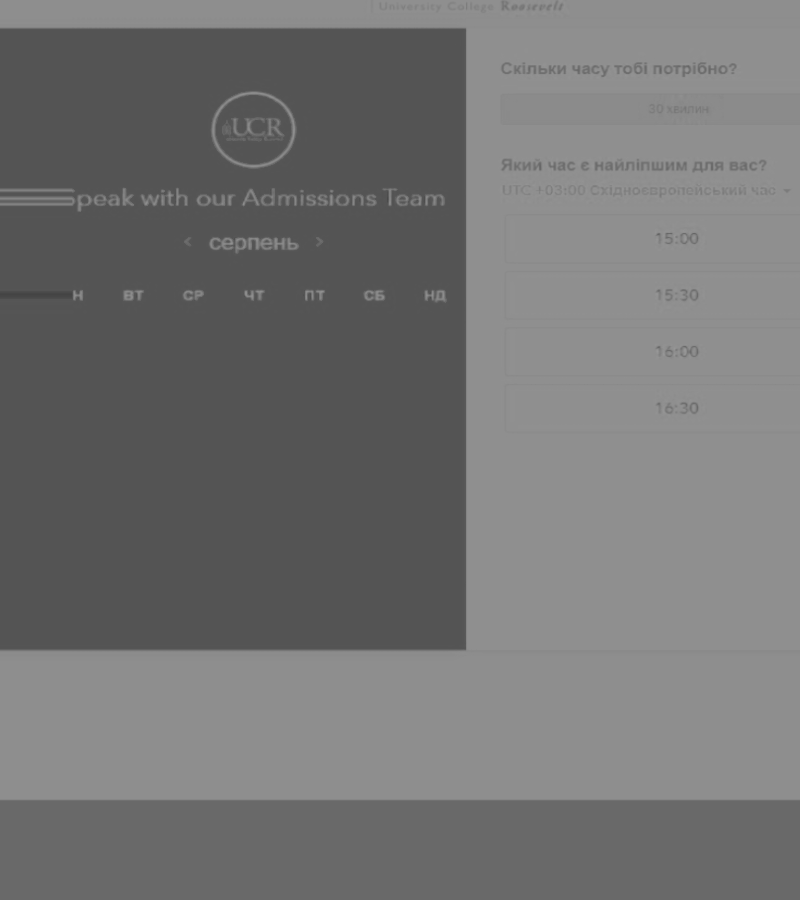 University College Roosevelt
UCR
peak with our Admissions Team
< серпень >
Н ВТ СР ЧТ ПТ СБ НД
Скільки часу тобі потрібно?
30 хвилин
Який час є найліпшим для вас?
UTC +03:00 Східноєвропейський час
15:00
15:30
16:00
16:30